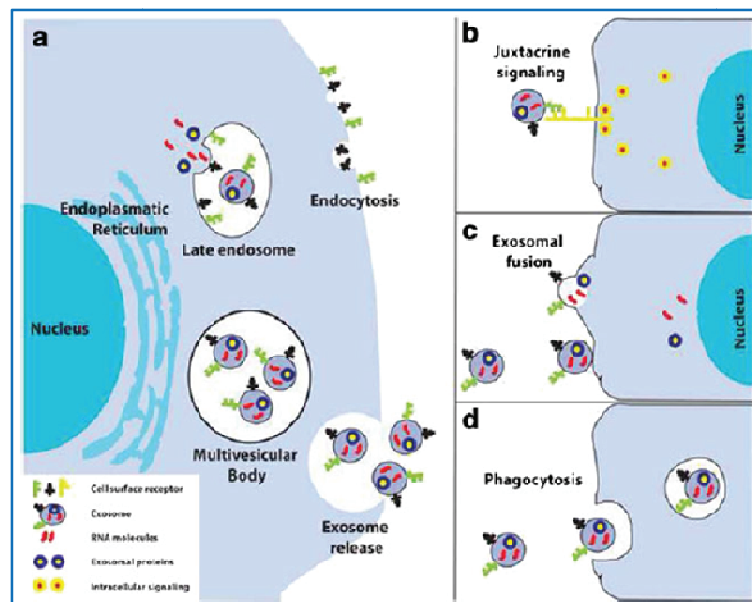 a
Endocytosis
Endoplasmatic
Reticulum
Late endosome
Nucleus
Multivesicular
Body
Exosome
release
Cell surface receptor
Exosome
RNA molecules
Exosomal proteins
Intracellular signaling
b
Juxtacrine
signaling
Nucleus
c
Exosomal
fusion
Nucleus
d
Phagocytosis